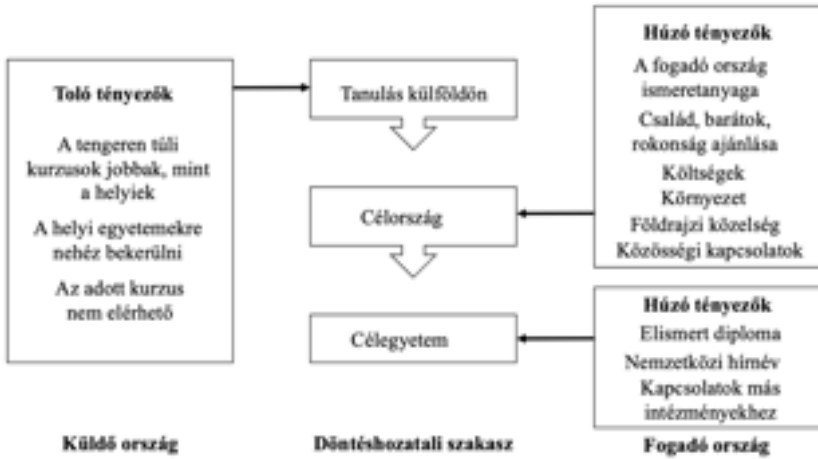 Toló tényezők
A tengeren túli
kurzusok jobbak, mint
a helyiek
A helyi egyetemekre
nehéz bekerülni
Az adott kurzus
nem elérhető
Küldő ország
Tanulás külföldön
Célország
Célegyetem
Döntéshozatali szakasz
Húzó tényezők
A fogadó ország
ismeretanyaga
Család, barátok,
rokonság ajánlása
Költségek
Környezet
Földrajzi közelség
Közösségi kapcsolatok
Húzó tényezők
Elismert diploma
Nemzetközi hírnév
Kapcsolatok más
intézményekhez
Fogadó ország